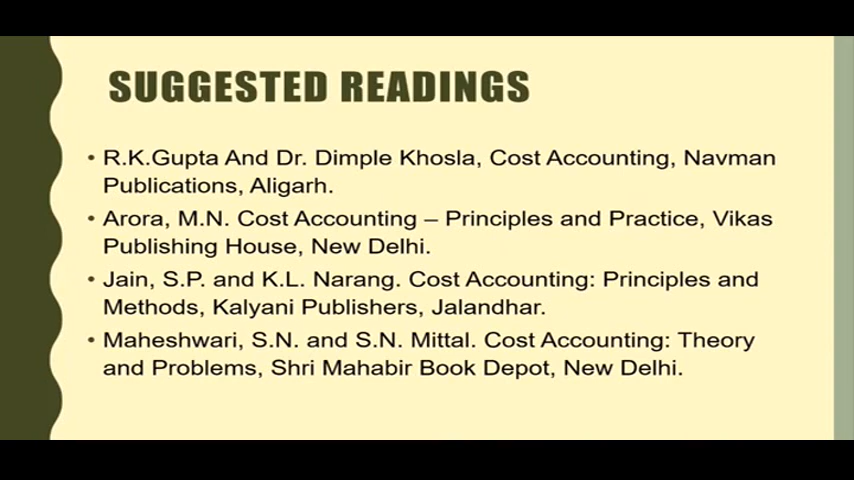 SUGGESTED READINGS
• R.K.Gupta And Dr. Dimple Khosla, Cost Accounting, Navman
Publications, Aligarh.
• Arora, M.N. Cost Accounting – Principles and Practice, Vikas
Publishing House, New Delhi.
• Jain, S.P. and K.L. Narang. Cost Accounting: Principles and
Methods, Kalyani Publishers, Jalandhar.
• Maheshwari, S.N. and S.N. Mittal. Cost Accounting: Theory
and Problems, Shri Mahabir Book Depot, New Delhi.